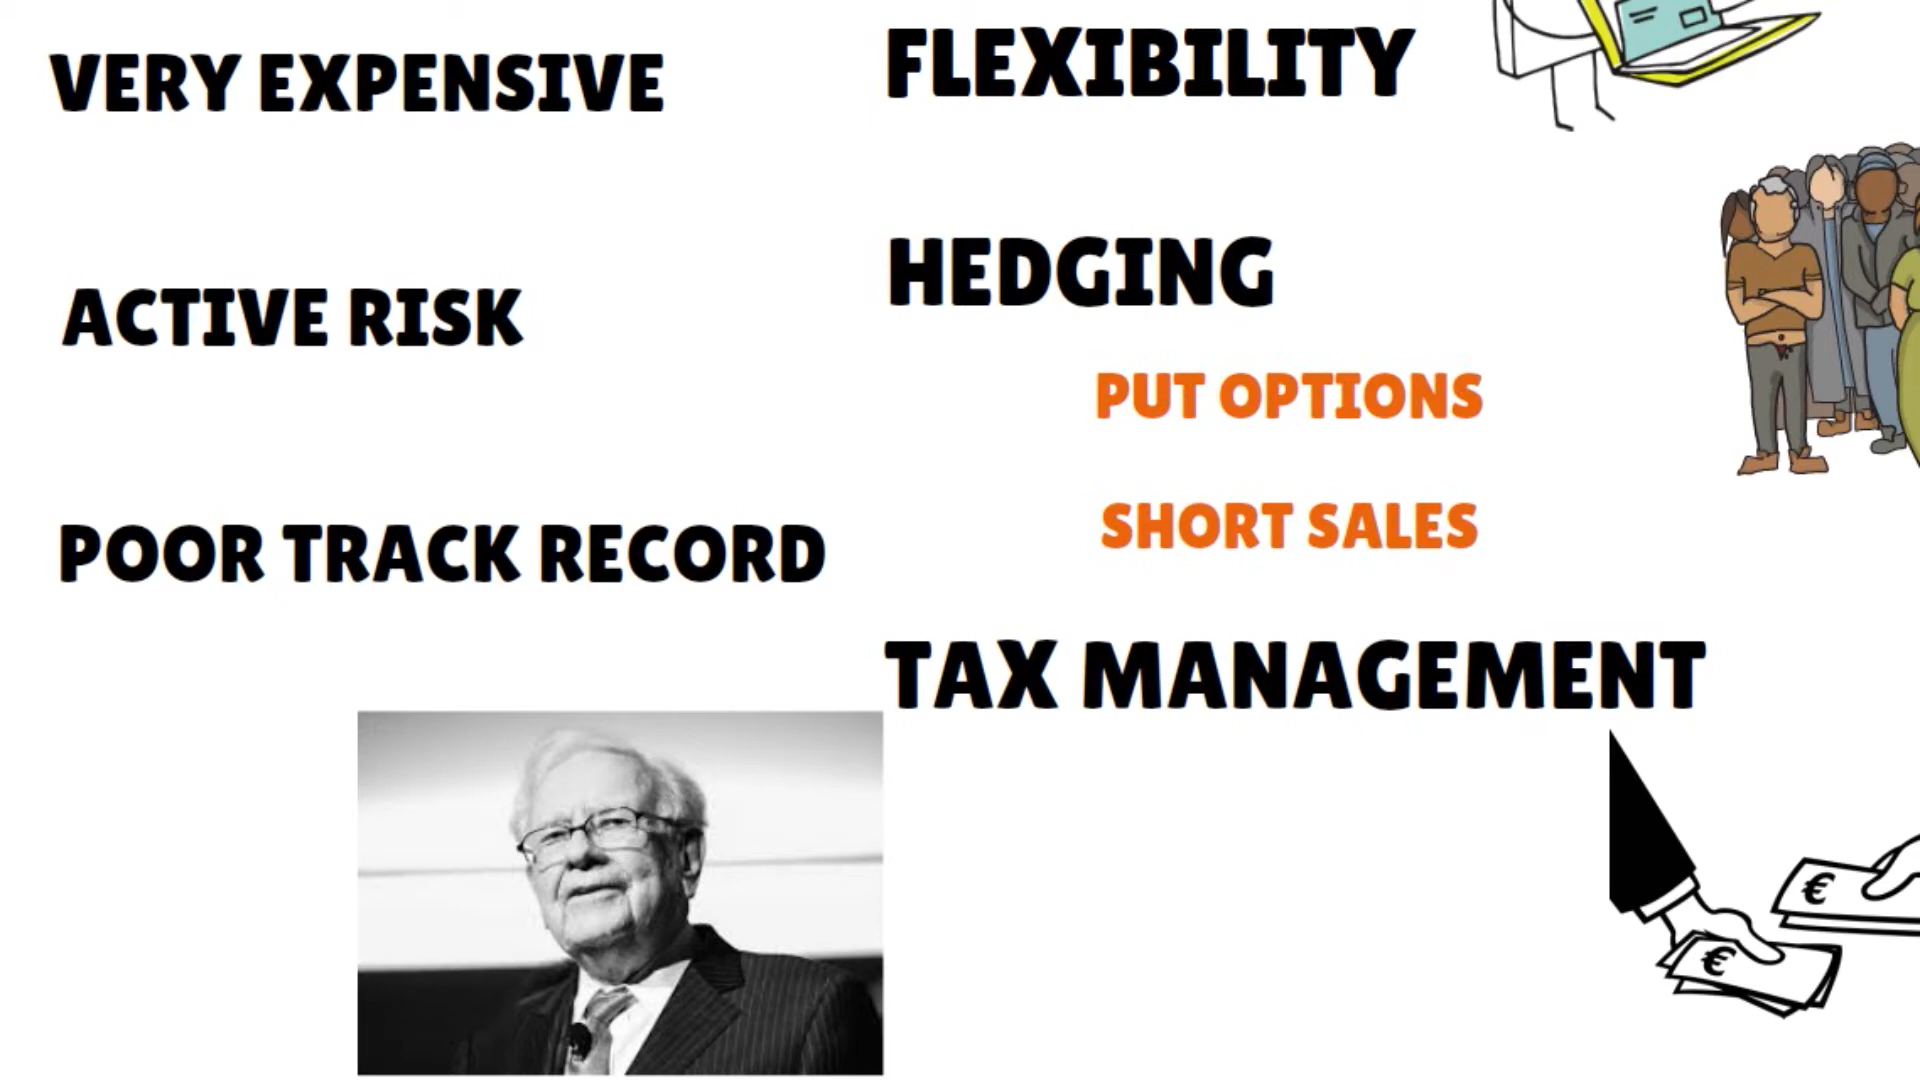 VERY EXPENSIVE
ACTIVE RISK
POOR TRACK RECORD
FLEXIBILITY
HEDGING
PUT OPTIONS
SHORT SALES
TAX MANAGEMENT
€
€